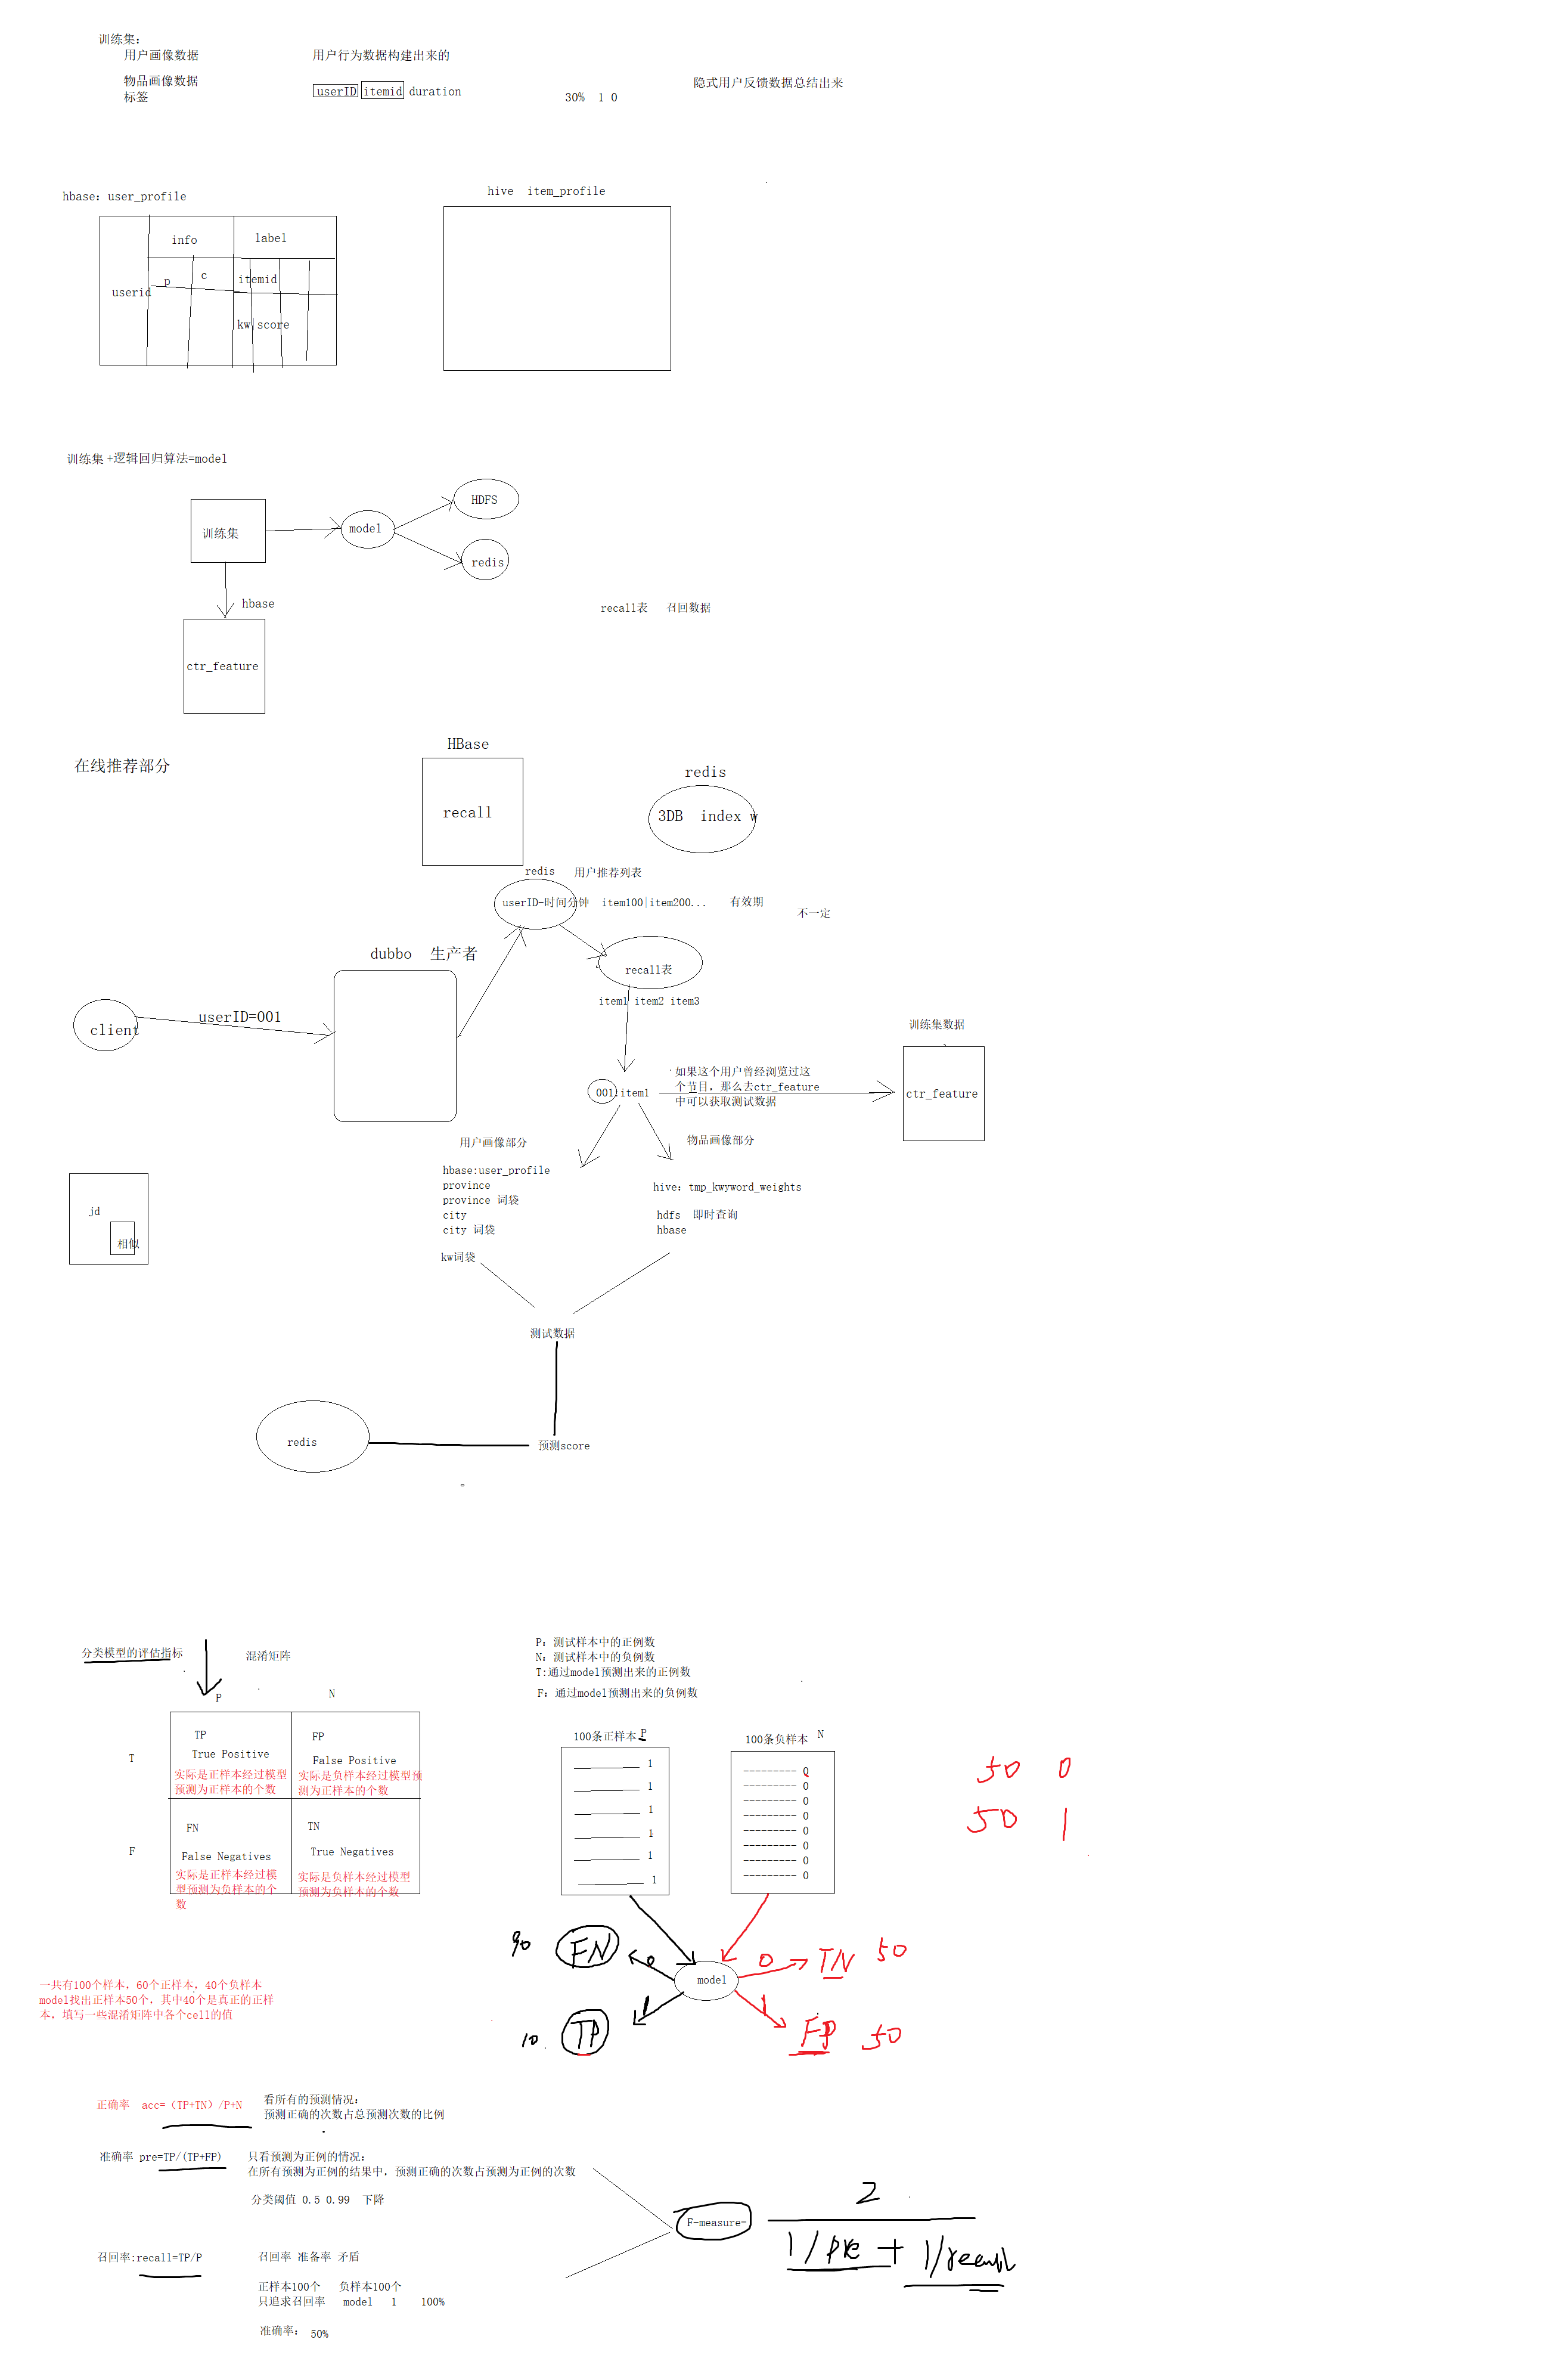 训练集:
用户画像数据
用户行为数据构建出来的
物品画像数据
隐式用户反馈数据总结出来
标签
userID itemid duration
30% 1 0
hbase: user_profile
hive item_profile
info
label
p
c
itemid
userid
kw score
训练集+逻辑回归算法=model
HDFS
训练集
model
redis
hbase
recall表 召回数据
ctr_feature
HBase
在线推荐部分
redis
recall
3DB index w
redis 用户推荐列表
userID-时间分钟 item100|item200... 有效期
不一定
dubbo 生产者
recall表
item1 item2 item3
userID=001
client
训练集数据
如果这个用户曾经浏览过这
个节目, 那么去ctr_feature
中可以获取测试数据
001:item1
ctr_feature
用户画像部分
物品画像部分
hbase:user_profile
province
province 词袋
city
city 词袋
kw词袋
hive: tmp_kwyword_weights
hdfs 即时查询
hbase
jd
相似
测试数据
redis
预测score
分类模型的评估指标
混淆矩阵
P: 测试样本中的正例数
N: 测试样本中的负例数
T:通过model预测出来的正例数
F: 通过model预测出来的负例数
P
N
T
TP
True Positive
实际是正样本经过模型
预测为正样本的个数
FP
False Positive
实际是负样本经过模型预
测为正样本的个数
F
FN
False Negatives
实际是正样本经过模
型预测为负样本的个
数
TN
True Negatives
实际是负样本经过模型
预测为负样本的个数
100条正样本 P
1
1
1
1
1
1
100条负样本 N
--------- 0
--------- 0
--------- 0
--------- 0
--------- 0
--------- 0
--------- 0
--------- 0
50 0
50 1
90 FN 0
model
0 TN 50
10 TP 1
1 FP 50
一共有100个样本, 60个正样本, 40个负样本
model找出正样本50个, 其中40个是真正的正样
本, 填写一些混淆矩阵中各个cell的值
正确率 acc=（TP+TN）/P+N
看所有的预测情况:
预测正确的次数占总预测次数的比例
准确率 pre=TP/(TP+FP)
只看预测为正例的情况:
在所有预测为正例的结果中, 预测正确的次数占预测为正例的次数
分类阈值 0.5 0.99 下降
F-measure=
2
1/pre + 1/recall
召回率:recall=TP/P
召回率 准备率 矛盾
正样本100个 负样本100个
只追求召回率 model 1 100%
准确率: 50%